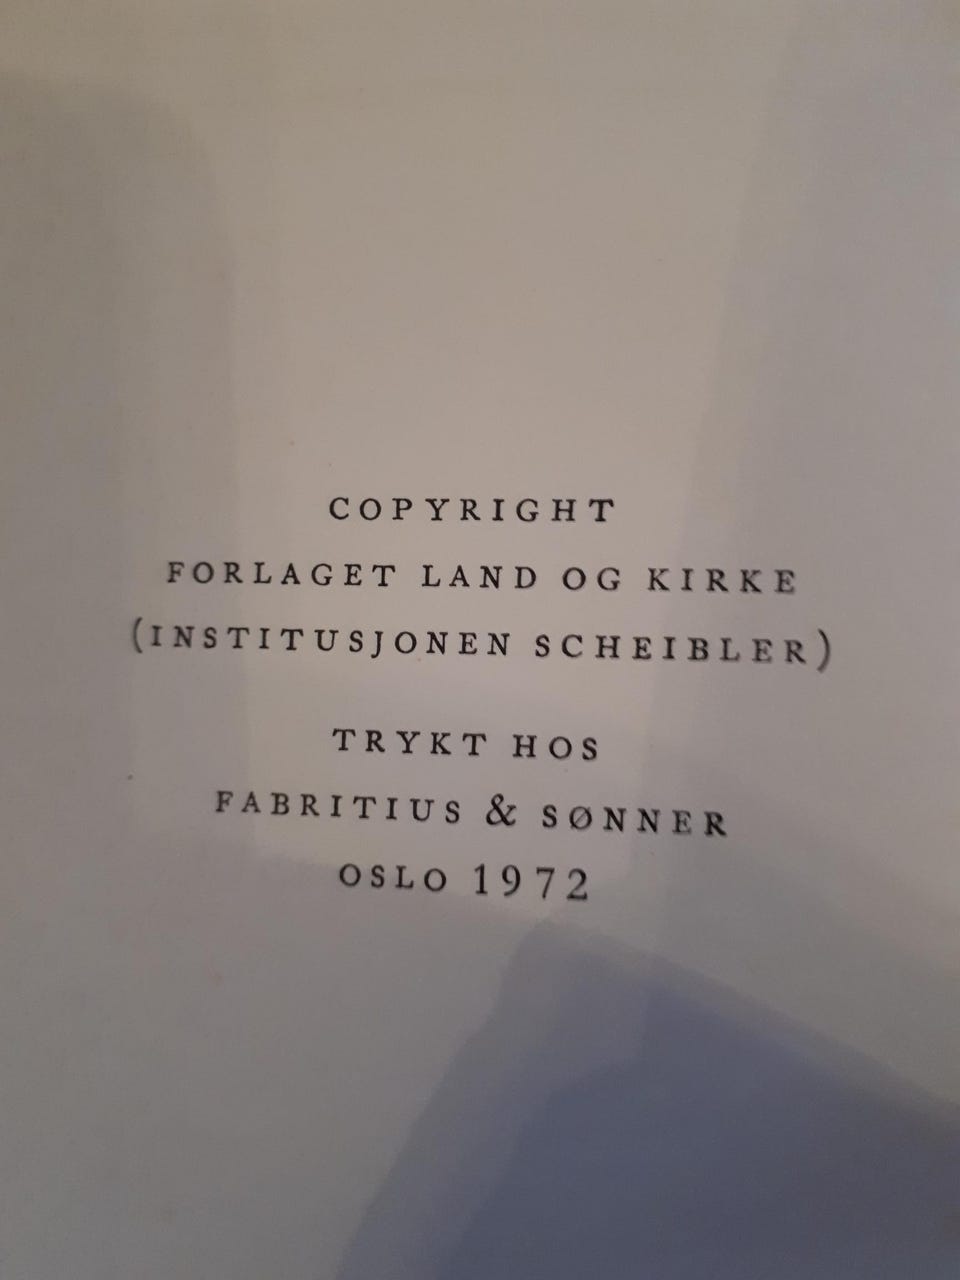 COPYRIGHT
FORLAGET LAND OG KIRKE
(INSTITUSJONEN SCHEIBLER)
TRYKT HOS
FABRITIUS & SØNNER
OSLO 1972